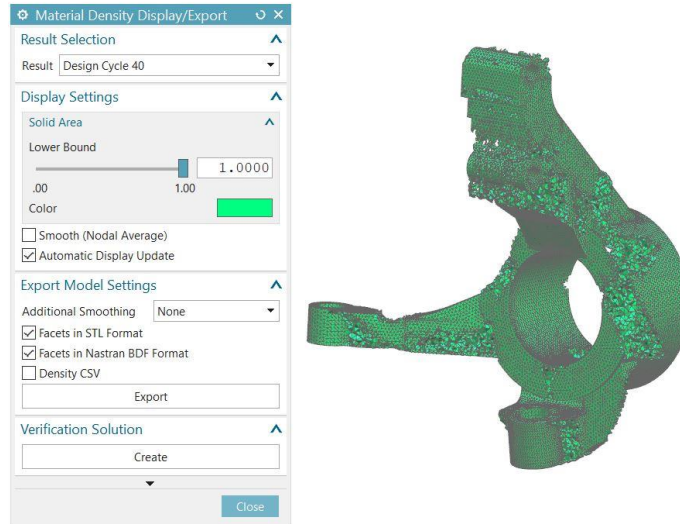 Material Density Display/Export
Result Selection
Result Design Cycle 40
Display Settings
Solid Area
Lower Bound
1.0000
.00 1.00
Color
Smooth (Nodal Average)
Automatic Display Update
Export Model Settings
Additional Smoothing None
Facets in STL Format
Facets in Nastran BDF Format
Density CSV
Export
Verification Solution
Create
Close